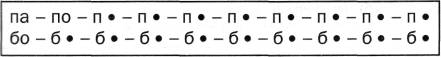 па – по – п● – п● – п● – п● – п● – п● – п●
бо – б● – б● – б● – б● – б● – б● – б● – б●